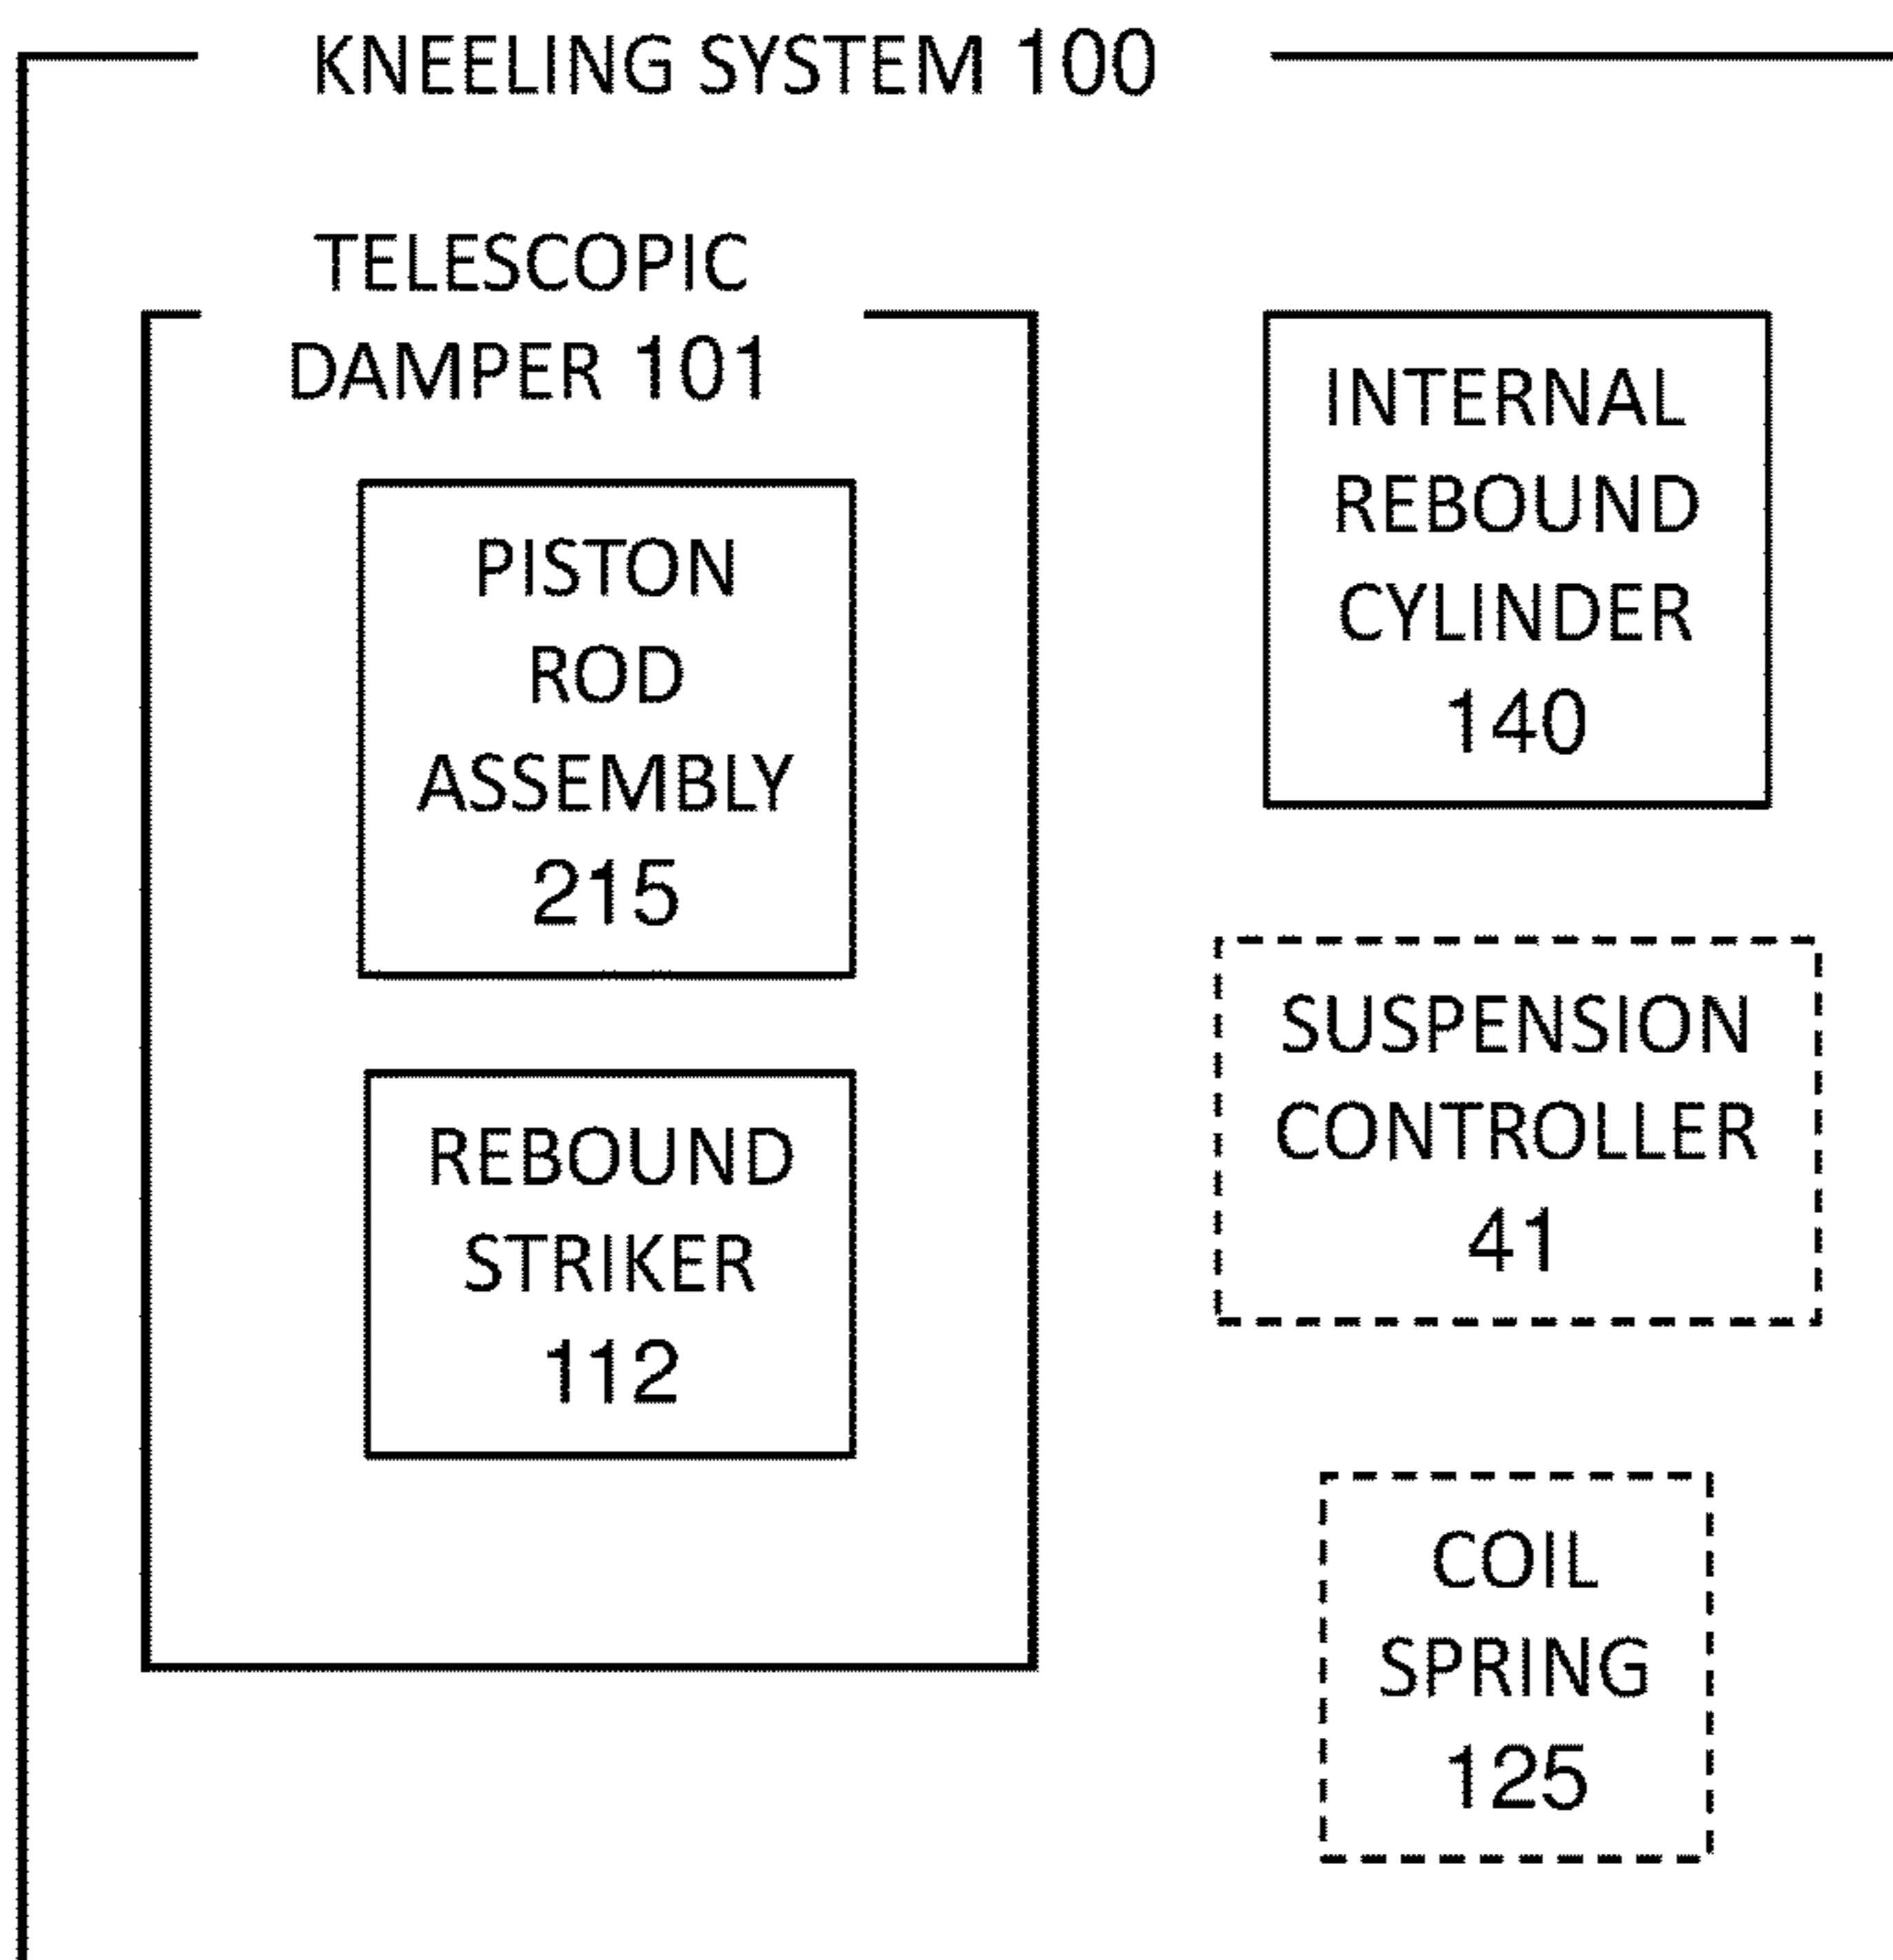 KNEELING SYSTEM 100
TELESCOPIC
DAMPER 101
PISTON
ROD
ASSEMBLY
215
REBOUND
STRIKER
112
INTERNAL
REBOUND
CYLINDER
140
SUSPENSION
CONTROLLER
41
COIL
SPRING
125